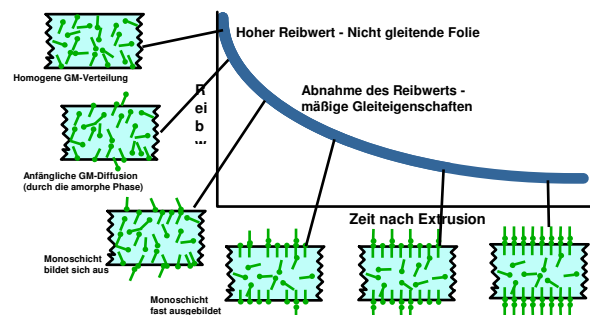 Hoher Reibwert - Nicht gleitende Folie
Homogene GM-Verteilung
R
ei
b
w
Abnahme des Reibwerts -
mäßige Gleiteigenschaften
Anfängliche GM-Diffusion
(durch die amorphe Phase)
Zeit nach Extrusion
Monoschicht
bildet sich aus
Monoschicht
fast ausgebildet